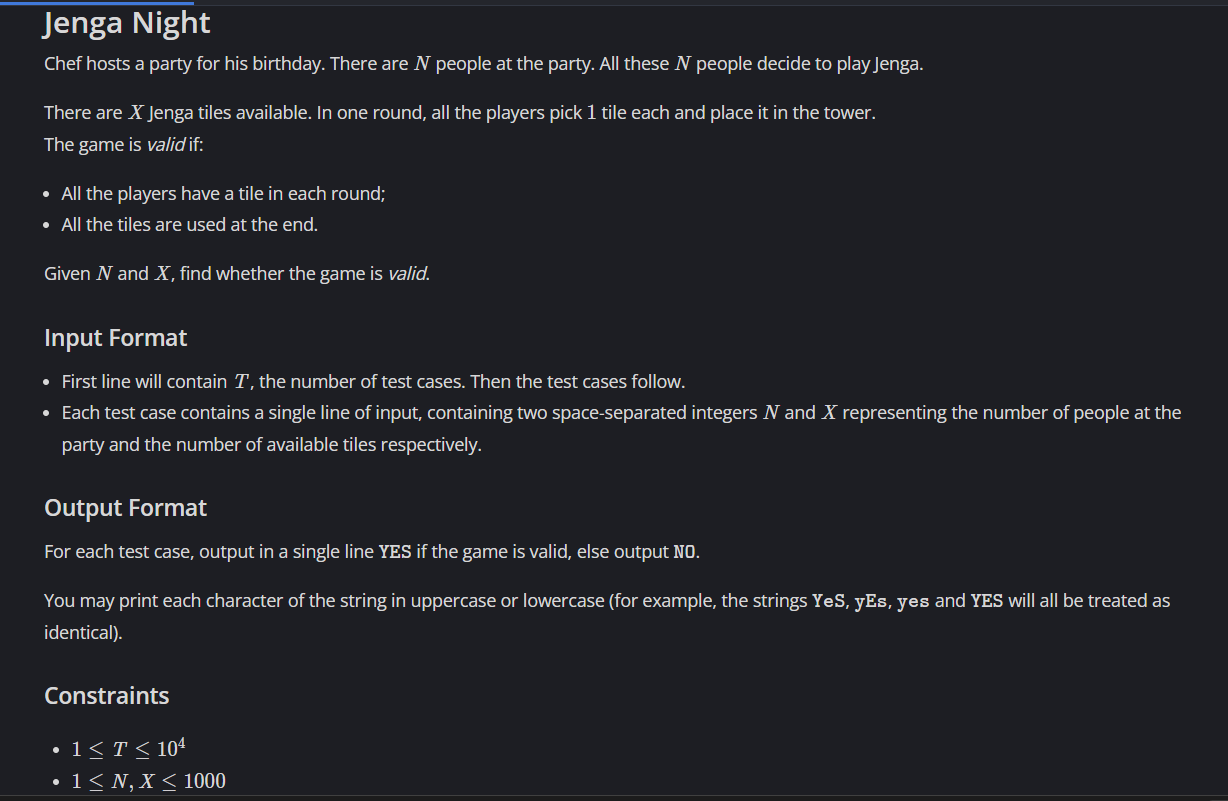 Jenga Night
Chef hosts a party for his birthday. There are N people at the party. All these N people decide to play Jenga.
There are X Jenga tiles available. In one round, all the players pick 1 tile each and place it in the tower.
The game is valid if:
• All the players have a tile in each round;
• All the tiles are used at the end.
Given N and X, find whether the game is valid.
Input Format
• First line will contain T, the number of test cases. Then the test cases follow.
• Each test case contains a single line of input, containing two space-separated integers N and X representing the number of people at the
party and the number of available tiles respectively.
Output Format
For each test case, output in a single line YES if the game is valid, else output NO.
You may print each character of the string in uppercase or lowercase (for example, the strings YeS, yEs, yes and YES will all be treated as
identical).
Constraints
• 1 ≤ T ≤ 10⁴
• 1 ≤ N, X ≤ 1000